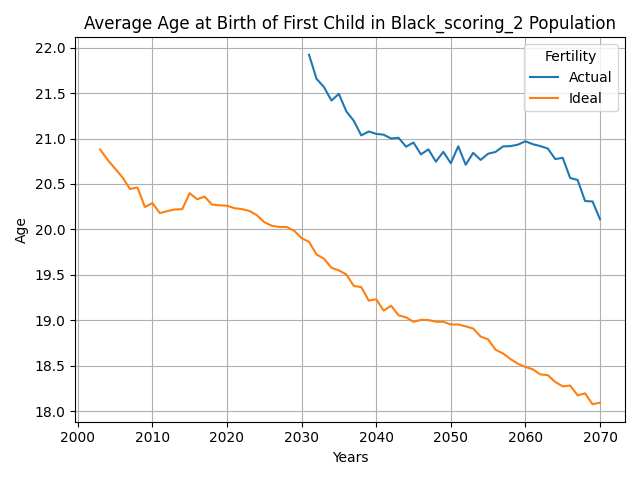 Average Age at Birth of First Child in Black_scoring_2 Population
Fertility
Actual
Ideal
Age
22.0
21.5
21.0
20.5
20.0
19.5
19.0
18.5
18.0
2000 2010 2020 2030 2040 2050 2060 2070
Years